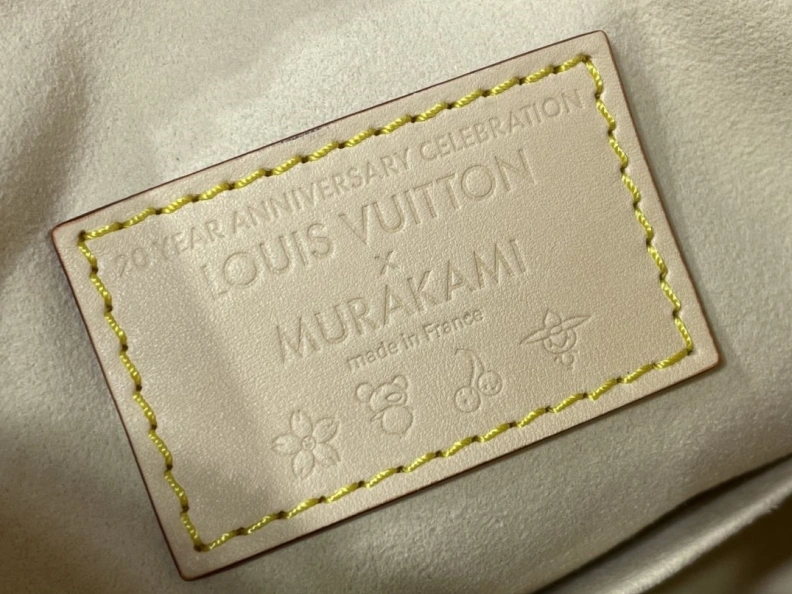 20 YEAR ANNIVERSARY CELEBRATION
LOUIS VUITTON
×
MURAKAMI
made in France